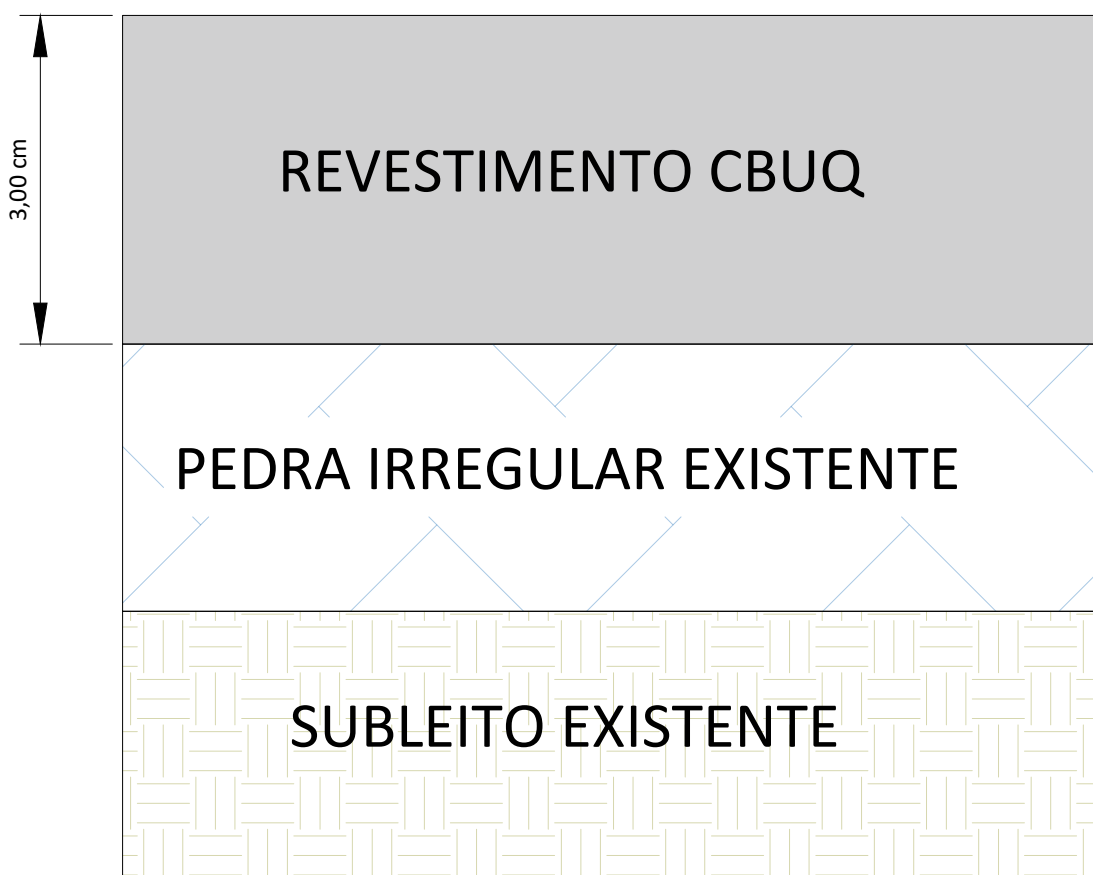 REVESTIMENTO CBUQ
3,00 cm
PEDRA IRREGULAR EXISTENTE
SUBLEITO EXISTENTE